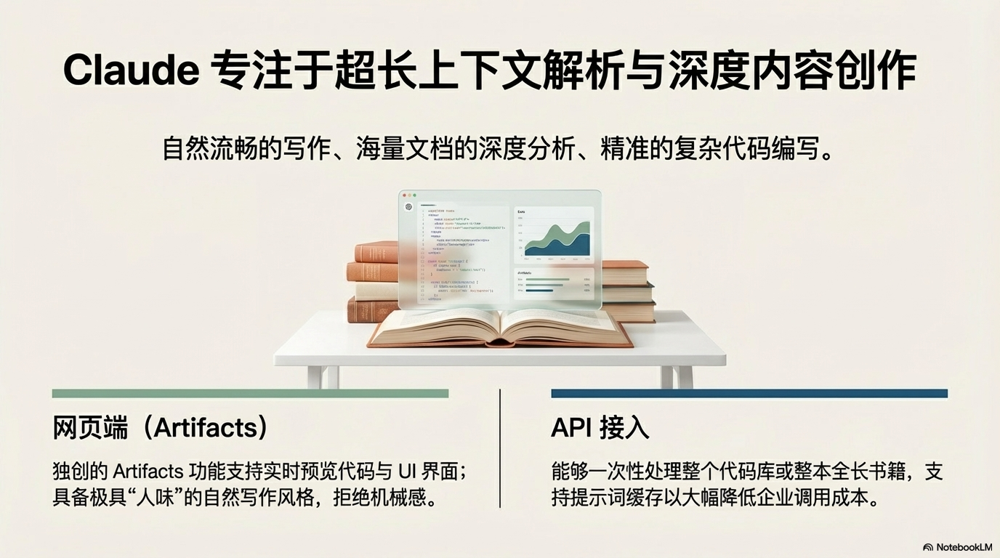 Claude 专注于超长上下文解析与深度内容创作
自然流畅的写作、海量文档的深度分析、精准的复杂代码编写。
网页端（Artifacts）
独创的 Artifacts 功能支持实时预览代码与 UI 界面；
具备极具“人味”的自然写作风格，拒绝机械感。
API 接入
能够一次性处理整个代码库或整本全长书籍，支
持提示词缓存以大幅降低企业调用成本。
NotebookLM